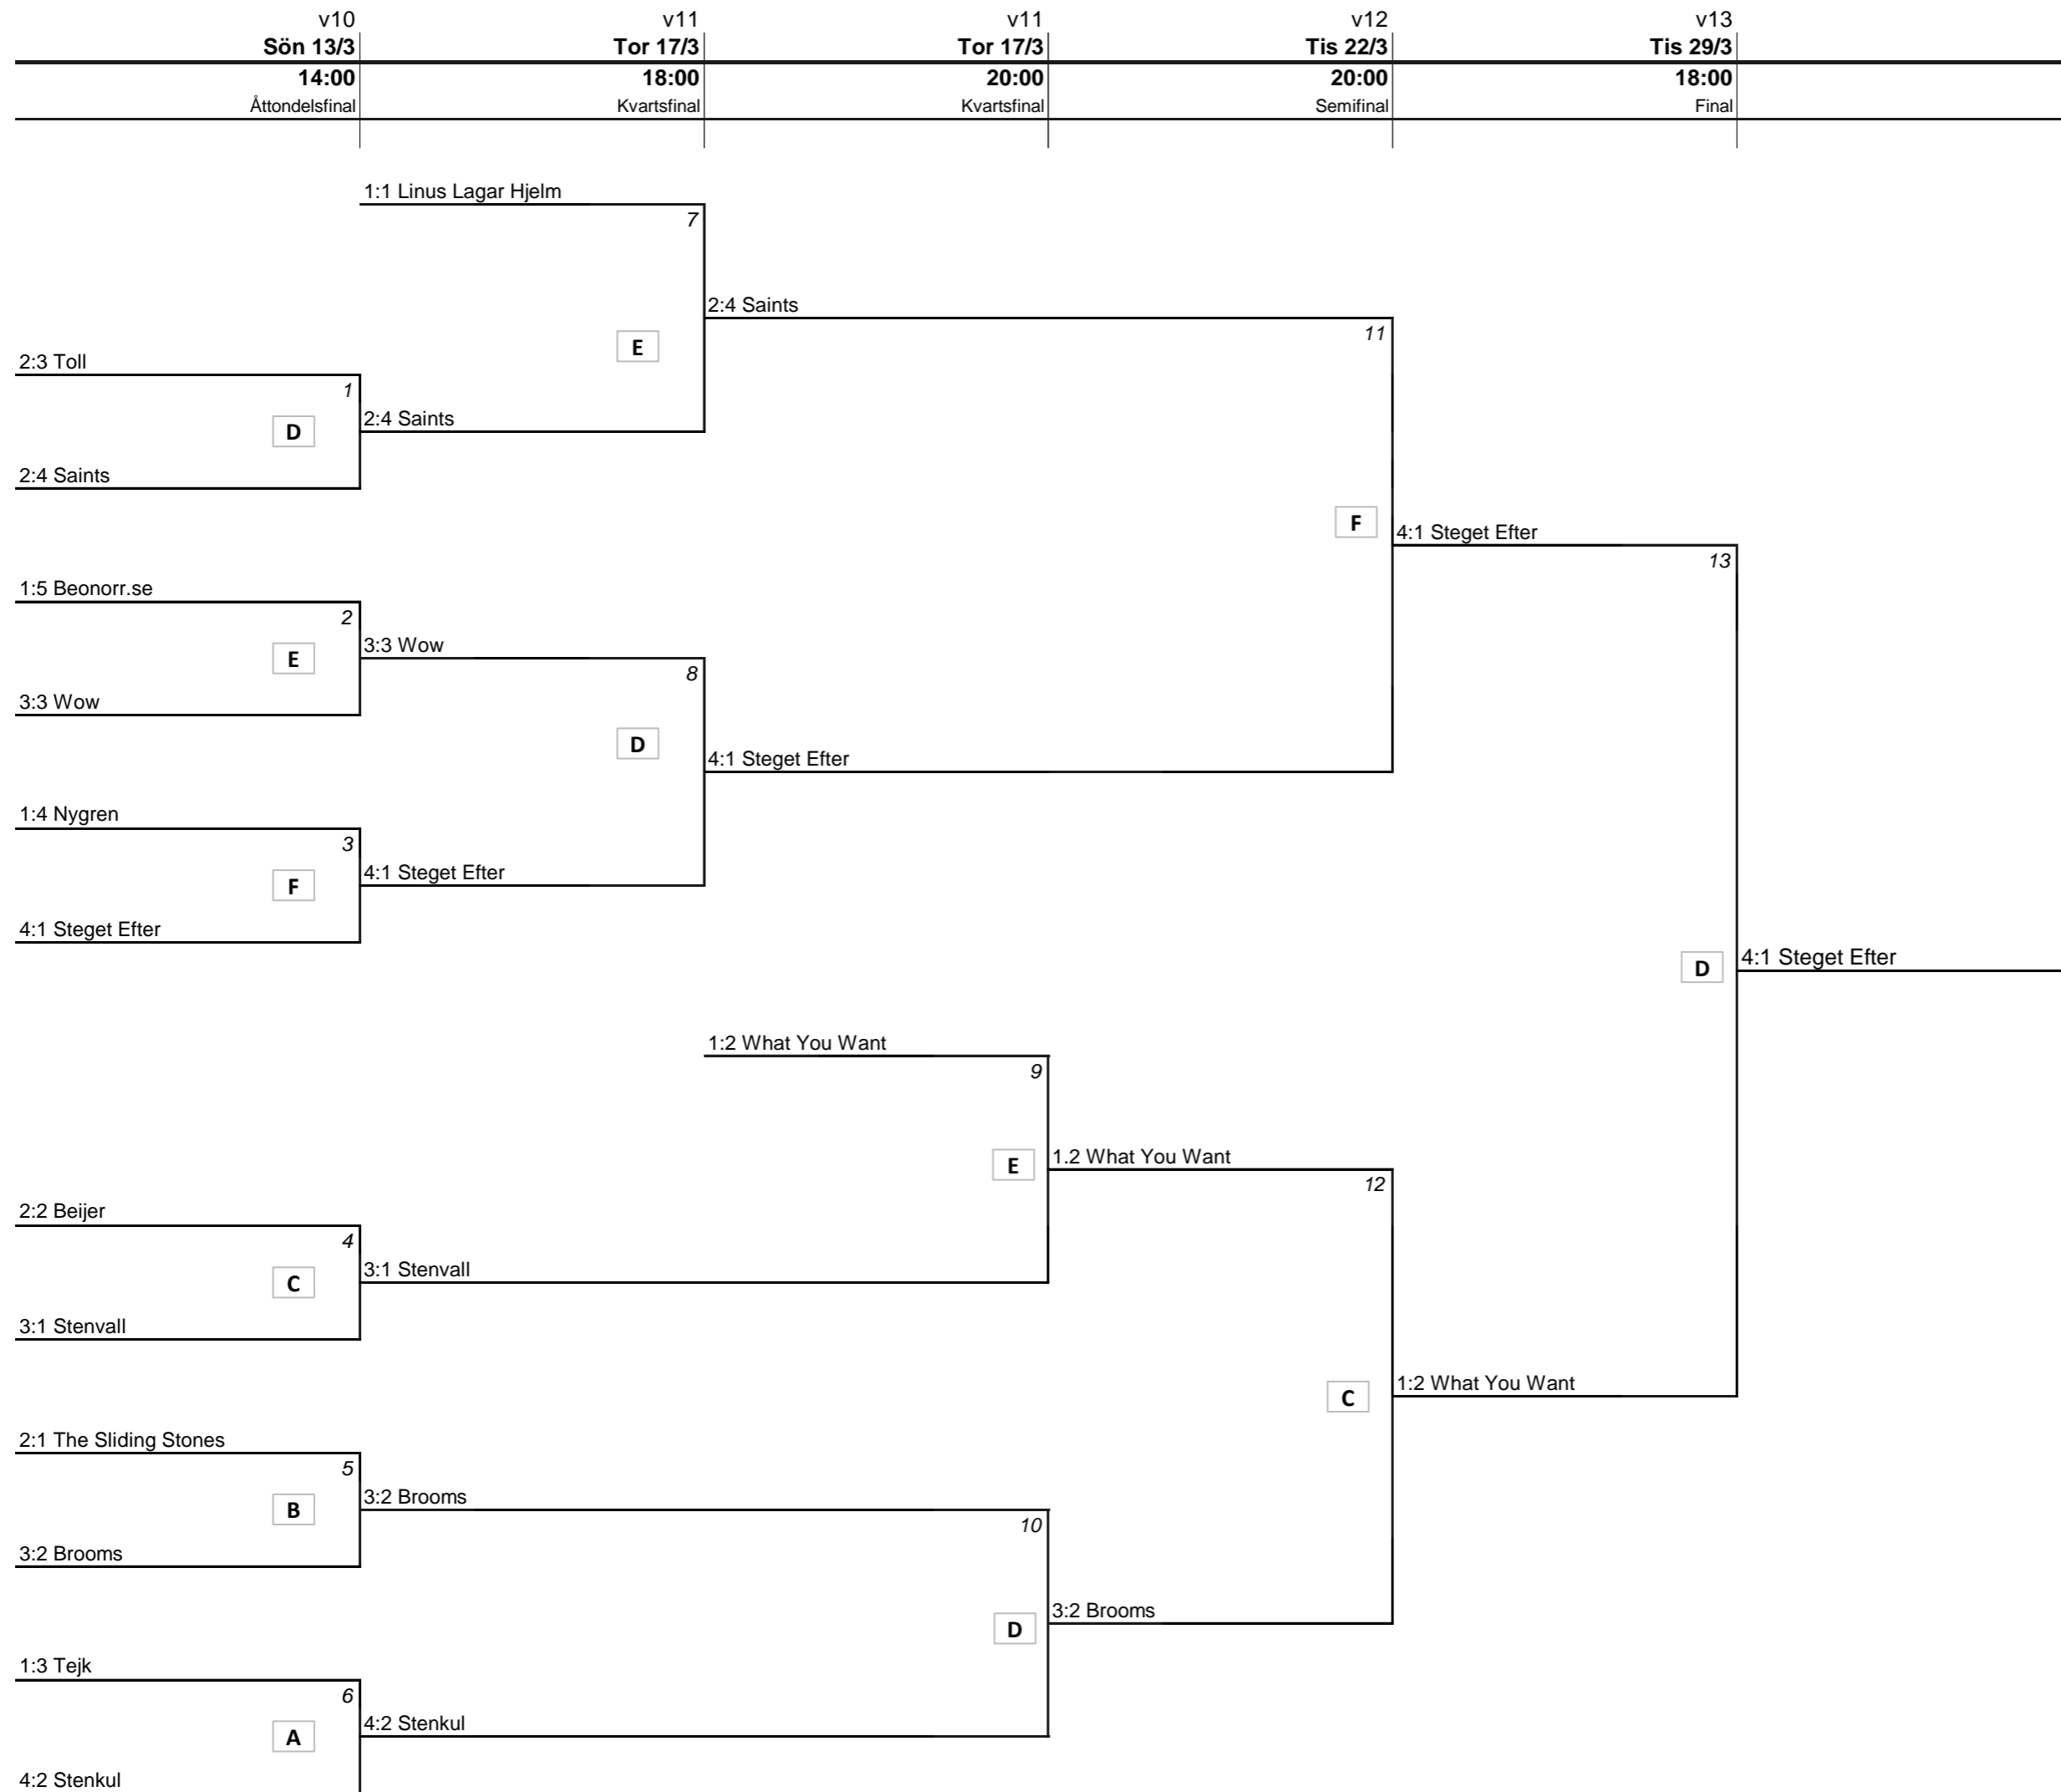 v10 v11 v11 v12 v13
Sön 13/3 Tor 17/3 Tor 17/3 Tis 22/3 Tis 29/3
14:00 18:00 20:00 20:00 18:00
Åttondelsfinal Kvartsfinal Kvartsfinal Semifinal Final
1:1 Linus Lagar Hjelm
7
2:4 Saints
11
E
2:3 Toll
1
2:4 Saints
D
2:4 Saints
F
4:1 Steget Efter
13
1:5 Beonorr.se
2
3:3 Wow
E
8
3:3 Wow
D
4:1 Steget Efter
1:4 Nygren
3
4:1 Steget Efter
F
4:1 Steget Efter
4:1 Steget Efter
D
1:2 What You Want
9
1.2 What You Want
E
12
2:2 Beijer
4
3:1 Stenvall
C
3:1 Stenvall
1:2 What You Want
C
2:1 The Sliding Stones
5
3:2 Brooms
B
10
3:2 Brooms
3:2 Brooms
D
1:3 Tejk
6
4:2 Stenkul
A
4:2 Stenkul